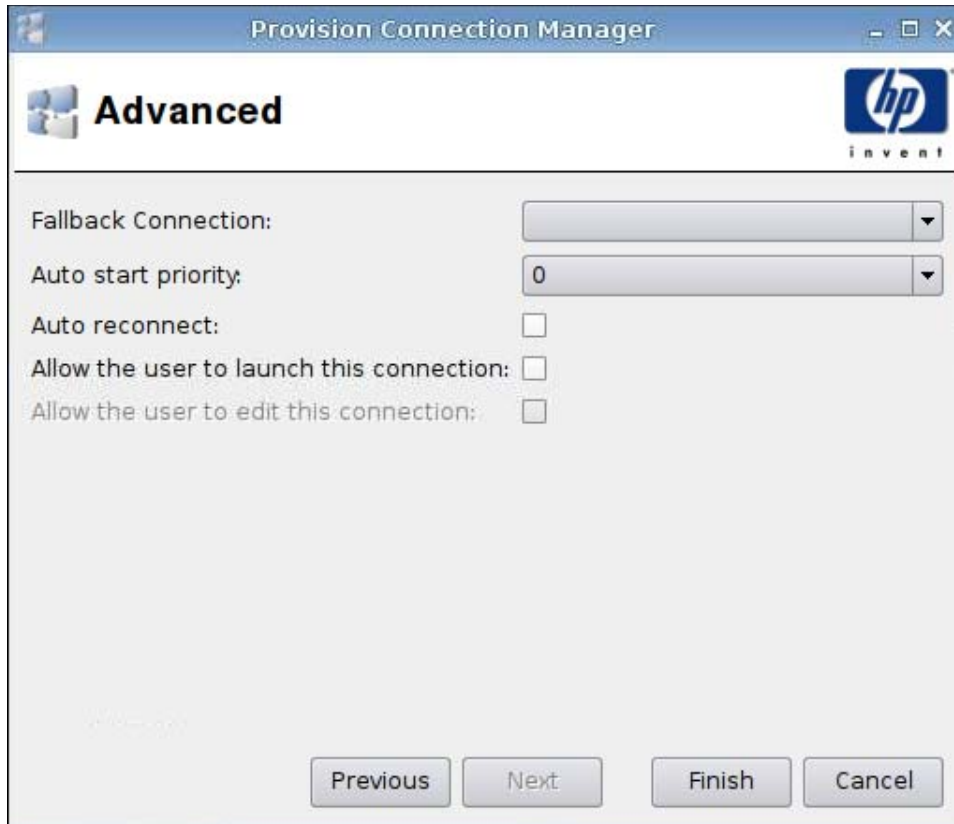 Provision Connection Manager
Advanced
hp
invent
Fallback Connection:
Auto start priority: 0
Auto reconnect:
Allow the user to launch this connection:
Allow the user to edit this connection:
Previous Next Finish Cancel